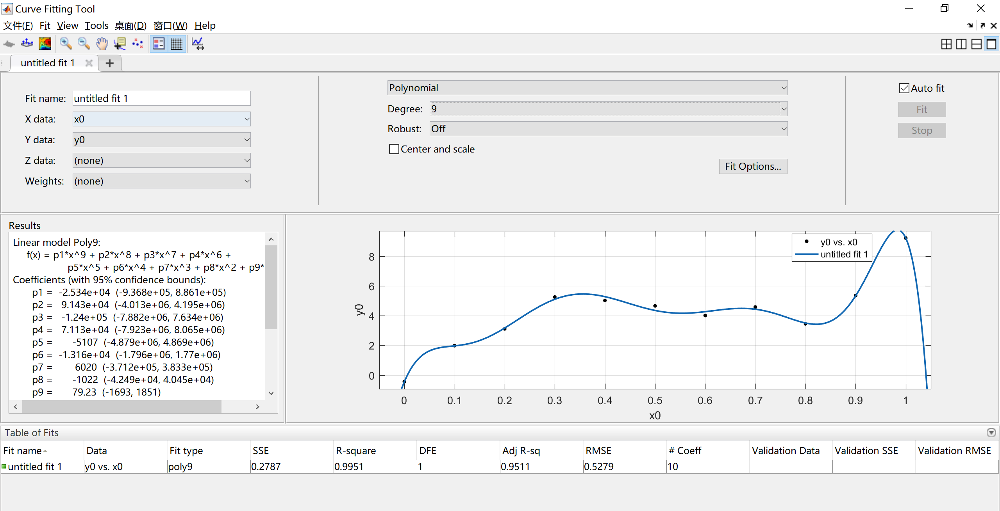 Curve Fitting Tool
文件(F) Fit View Tools 桌面(D) 窗口(W) Help
untitled fit 1
Fit name: untitled fit 1
X data: x0
Y data: y0
Z data: (none)
Weights: (none)
Polynomial
Degree: 9
Robust: Off
Center and scale
Fit Options...
Auto fit
Fit
Stop
Results
Linear model Poly9:
f(x) = p1*x^9 + p2*x^8 + p3*x^7 + p4*x^6 +
p5*x^5 + p6*x^4 + p7*x^3 + p8*x^2 + p9*
Coefficients (with 95% confidence bounds):
p1 = -2.534e+04 (-9.368e+05, 8.861e+05)
p2 = 9.143e+04 (-4.013e+06, 4.195e+06)
p3 = -1.24e+05 (-7.882e+06, 7.634e+06)
p4 = 7.113e+04 (-7.923e+06, 8.065e+06)
p5 = -5107 (-4.879e+06, 4.869e+06)
p6 = -1.316e+04 (-1.796e+06, 1.77e+06)
p7 = 6020 (-3.712e+05, 3.833e+05)
p8 = -1022 (-4.249e+04, 4.045e+04)
p9 = 79.23 (-1693, 1851)
y0 vs. x0
untitled fit 1
8
6
4
2
0
y0
0 0.1 0.2 0.3 0.4 0.5 0.6 0.7 0.8 0.9 1
x0
Table of Fits
Fit name Data Fit type SSE R-square DFE Adj R-sq RMSE # Coeff Validation Data Validation SSE Validation RMSE
untitled fit 1 y0 vs. x0 poly9 0.2787 0.9951 1 0.9511 0.5279 10